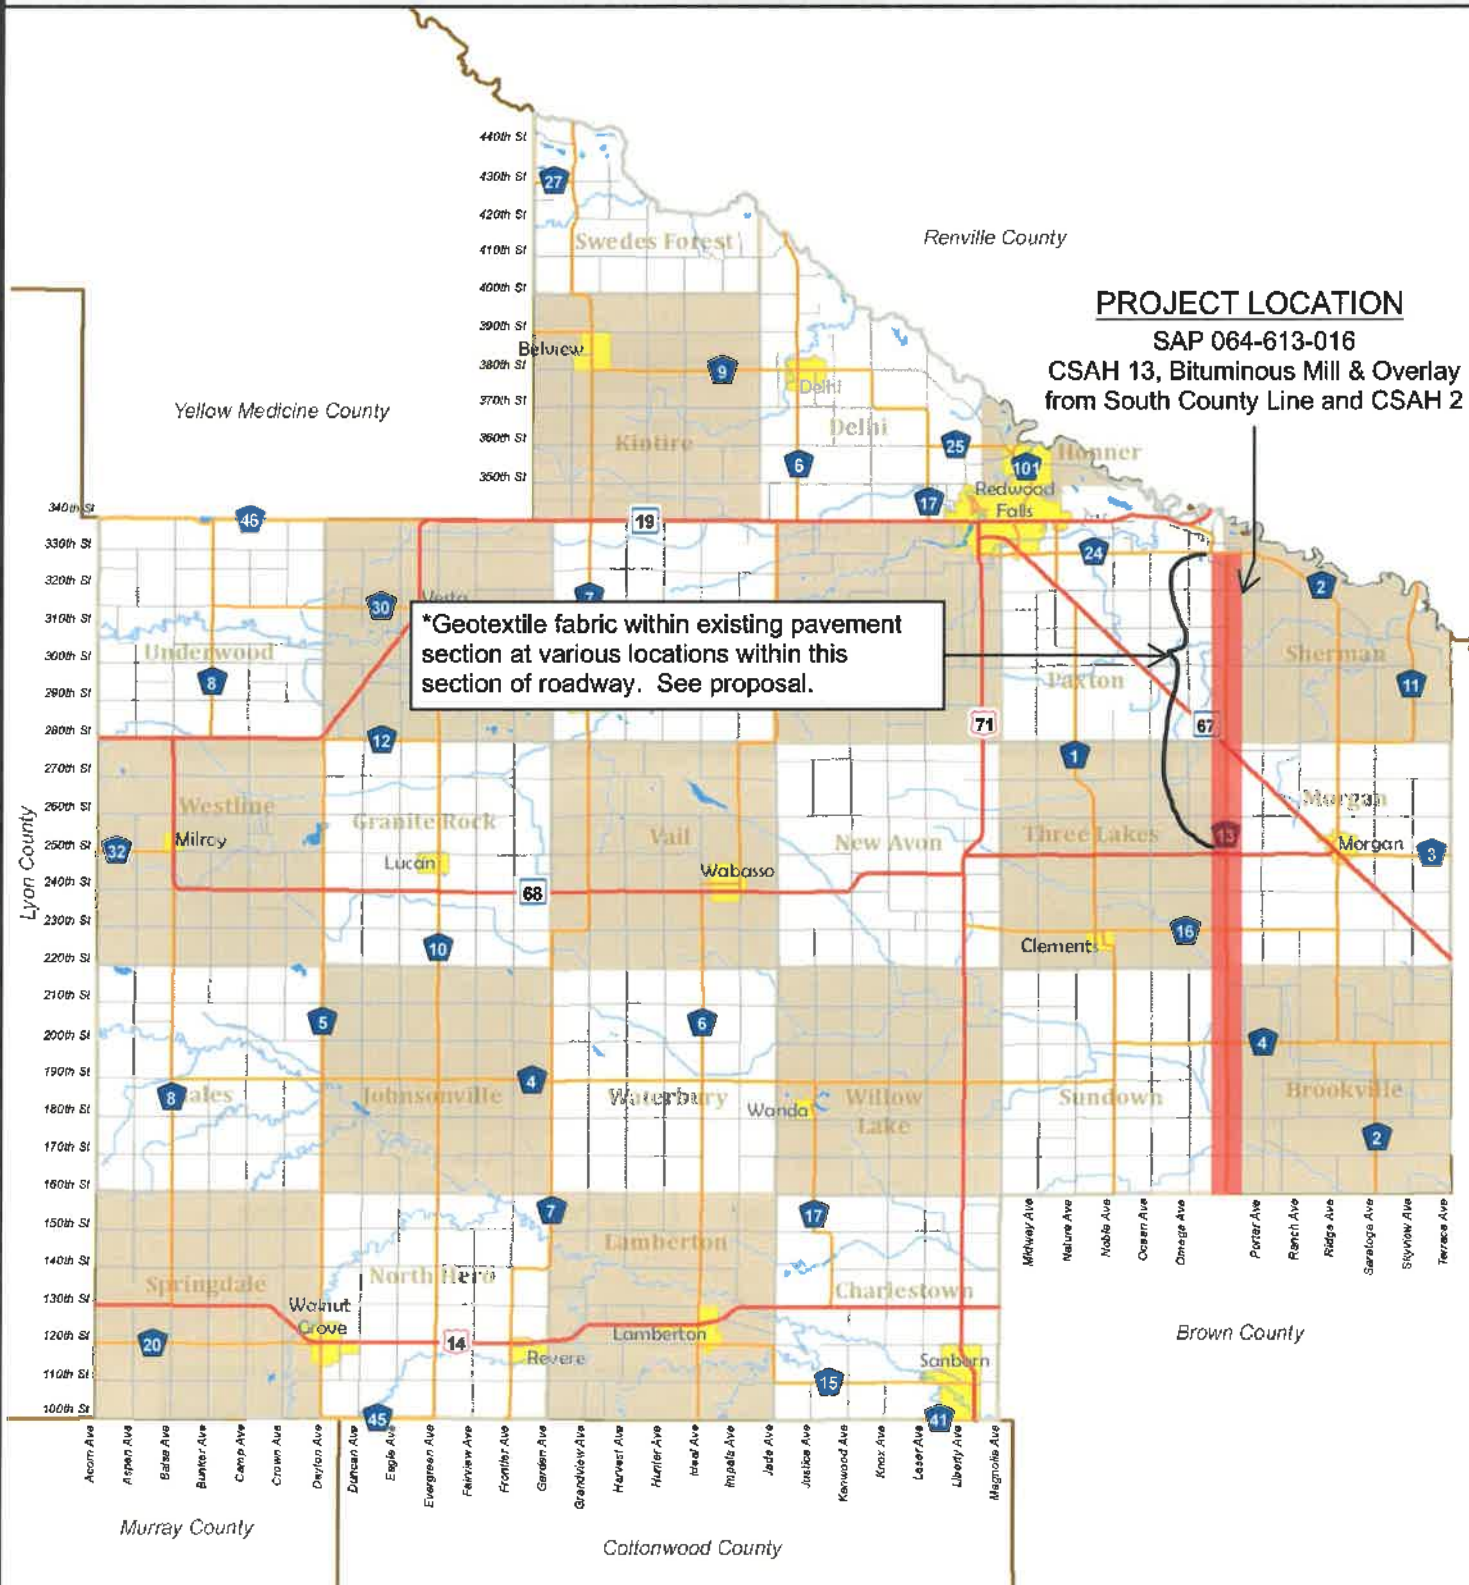 440th St
430th St
27
420th St
Swedes Forest
410th St
Renville County
400th St
PROJECT LOCATION
SAP 064-613-016
CSAH 13, Bituminous Mill & Overlay
from South County Line and CSAH 2
390th St
Belview
380th St
9
Delhi
370th St
Yellow Medicine County
Delhi
360th St
Kintire
25
Honner
6
101
350th St
Redwood
Falls
17
340th St
46
19
330th St
24
320th St
7
2
30
Vesta
310th St
*Geotextile fabric within existing pavement
section at various locations within this
section of roadway. See proposal.
300th St
Underwood
Sherman
8
Paxton
11
290th St
71
67
280th St
12
1
270th St
Westline
Morgan
260th St
Granite Rock
Vail
New Avon
Three Lakes
13
Lyon County
250th St
32
Milroy
Morgan
3
Lucan
Wabasso
240th St
68
230th St
10
Clements
16
220th St
210th St
5
6
200th St
4
190th St
8
ales
Johnsonville
4
Waterbury
Wanda
Willow
Lake
Sundown
Brookville
180th St
2
170th St
160th St
7
17
150th St
Lamberton
140th St
Springdale
North Hero
Charlestown
130th St
Walnut
Grove
120th St
20
14
Revere
Lamberton
Sanborn
110th St
15
100th St
45
41
Midway Ave
Nature Ave
Noble Ave
Ocean Ave
Omega Ave
Porter Ave
Ranch Ave
Ridge Ave
Saratoga Ave
Skyview Ave
Terrace Ave
Brown County
Acorn Ave
Aspen Ave
Balsa Ave
Bunker Ave
Camp Ave
Crown Ave
Dayton Ave
Duncan Ave
Eagle Ave
Evergreen Ave
Fairview Ave
Frontier Ave
Garden Ave
Grandview Ave
Harvest Ave
Hunter Ave
Ideal Ave
Impala Ave
Jade Ave
Justice Ave
Kenwood Ave
Knox Ave
Laser Ave
Liberty Ave
Magnolia Ave
Murray County
Cottonwood County